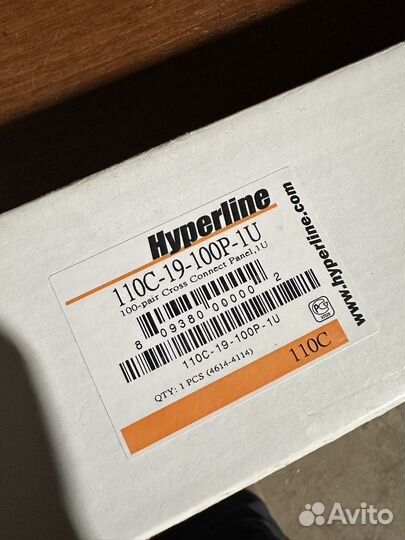 Hyperline
110C-19-100P-1U
100-pair Cross Connect Panel,1U
8 09380 00000 2
110C-19-100P-1U
QTY: 1 PCS (4614-4114)
110C
www.hyperline.com
Avito